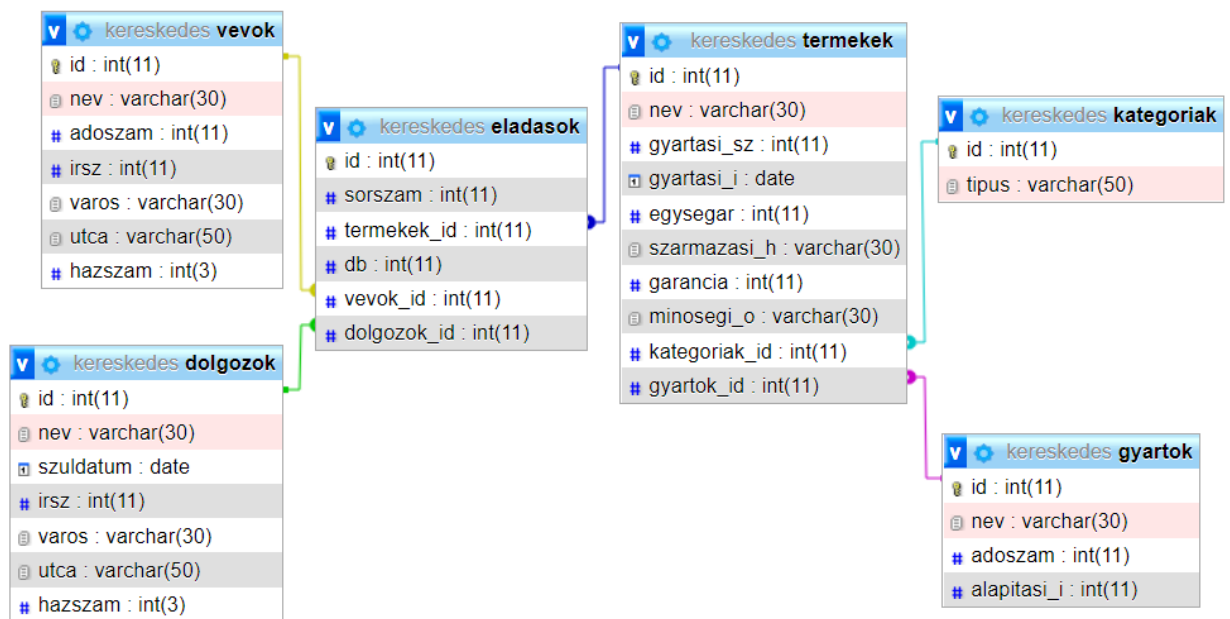 v kereskedes vevok
id : int(11)
nev : varchar(30)
# adoszam : int(11)
# irsz : int(11)
varos : varchar(30)
utca : varchar(50)
# hazszam : int(3)
v kereskedes dolgozok
id : int(11)
nev : varchar(30)
szuldatum : date
# irsz : int(11)
varos : varchar(30)
utca : varchar(50)
# hazszam : int(3)
v kereskedes eladasok
id : int(11)
# sorszam : int(11)
# termekek_id : int(11)
# db : int(11)
# vevok_id : int(11)
# dolgozok_id : int(11)
v kereskedes termekek
id : int(11)
nev : varchar(30)
# gyartasi_sz : int(11)
gyartasi_i : date
# egysegar : int(11)
szarmazasi_h : varchar(30)
# garancia : int(11)
minosegi_o : varchar(30)
# kategoriak_id : int(11)
# gyartok_id : int(11)
v kereskedes kategoriak
id : int(11)
tipus : varchar(50)
v kereskedes gyartok
id : int(11)
nev : varchar(30)
# adoszam : int(11)
# alapitasi_i : int(11)